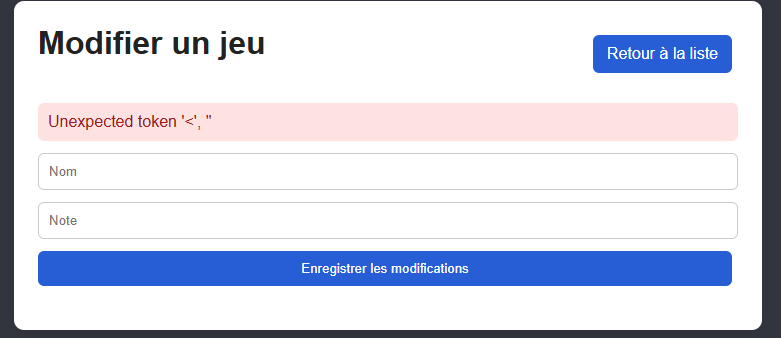 Modifier un jeu
Retour à la liste
Unexpected token '<', "
Nom
Note
Enregistrer les modifications